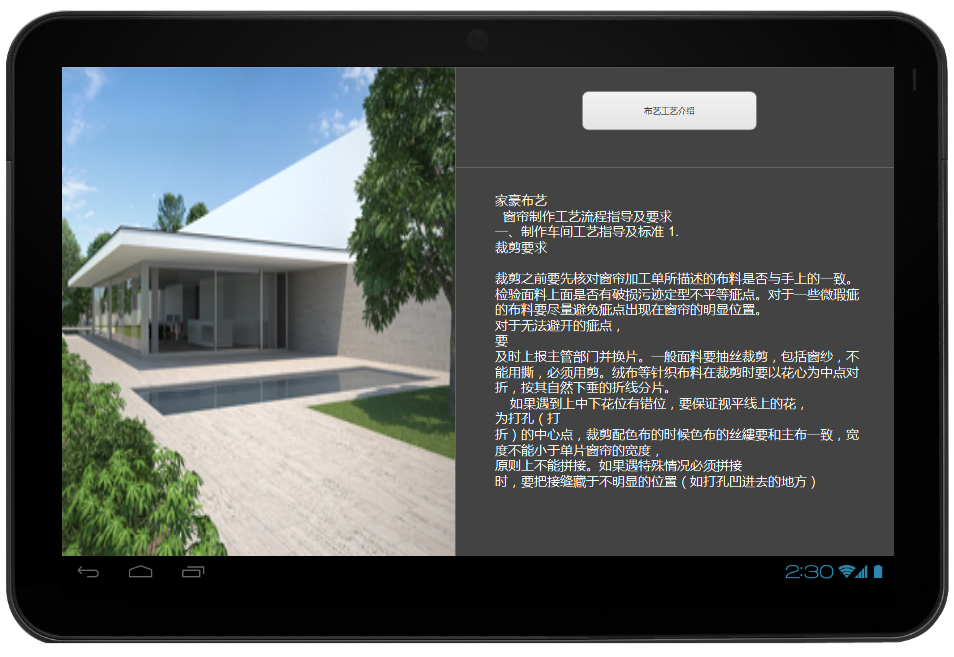 布艺工艺介绍
家豪布艺
窗帘制作工艺流程指导及要求
一、制作车间工艺指导及标准 1.
裁剪要求
裁剪之前要先核对窗帘加工单所描述的布料是否与手上的一致。
检验面料上面是否有破损污迹定型不平等疵点。对于一些微瑕疵
的布料要尽量避免疵点出现在窗帘的明显位置。
对于无法避开的疵点，
要
及时上报主管部门并换片。一般面料要抽丝裁剪，包括窗纱，不
能用撕，必须用剪。绒布等针织布料在裁剪时要以花心为中点对
折，按其自然下垂的折线分片。
如果遇到上中下花位有错位，要保证视平线上的花，
为打孔（打
折）的中心点，裁剪配色布的时候色布的丝縷要和主布一致，宽
度不能小于单片窗帘的宽度，
原则上不能拼接。如果遇特殊情况必须拼接
时，要把接缝藏于不明显的位置（如打孔凹进去的地方）
2:30